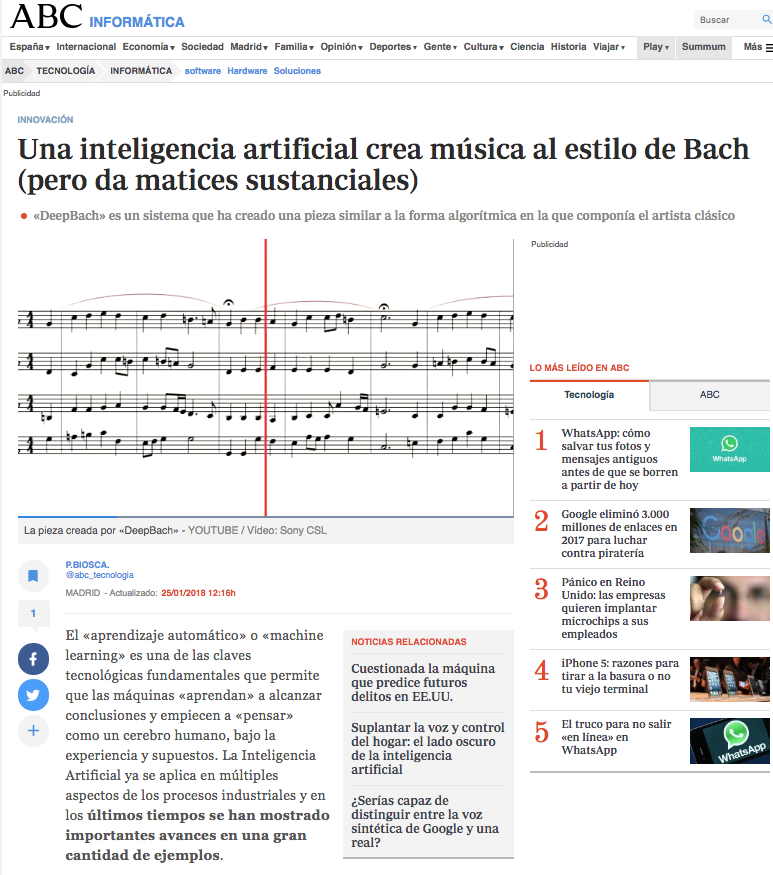 ABC INFORMÁTICA
Buscar
España Internacional Economía Sociedad Madrid Familia Opinión Deportes Gente Cultura Ciencia Historia Viajar Play Summum Más
ABC TECNOLOGÍA INFORMÁTICA software Hardware Soluciones
Publicidad
INNOVACIÓN
Una inteligencia artificial crea música al estilo de Bach
(pero da matices sustanciales)
«DeepBach» es un sistema que ha creado una pieza similar a la forma algorítmica en la que componía el artista clásico
La pieza creada por «DeepBach» - YOUTUBE / Vídeo: Sony CSL
P.BIOSCA.
@abc_tecnologia
MADRID - Actualizado: 25/01/2018 12:16h
1
El «aprendizaje automático» o «machine
learning» es una de las claves
tecnológicas fundamentales que permite
que las máquinas «aprendan» a alcanzar
conclusiones y empiecen a «pensar»
como un cerebro humano, bajo la
experiencia y supuestos. La Inteligencia
Artificial ya se aplica en múltiples
aspectos de los procesos industriales y en
los últimos tiempos se han mostrado
importantes avances en una gran
cantidad de ejemplos.
NOTICIAS RELACIONADAS
Cuestionada la máquina
que predice futuros
delitos en EE.UU.
Suplantar la voz y control
del hogar: el lado oscuro
de la inteligencia
artificial
¿Serías capaz de
distinguir entre la voz
sintética de Google y una
real?
Publicidad
LO MÁS LEÍDO EN ABC
Tecnología ABC
1 WhatsApp: cómo
salvar tus fotos y
mensajes antiguos
antes de que se borren
a partir de hoy
WhatsApp
2 Google eliminó 3.000
millones de enlaces en
2017 para luchar
contra piratería
Google
3 Pánico en Reino
Unido: las empresas
quieren implantar
microchips a sus
empleados
4 iPhone 5: razones para
tirar a la basura o no
tu viejo terminal
5 El truco para no salir
«en línea» en
WhatsApp
WhatsApp